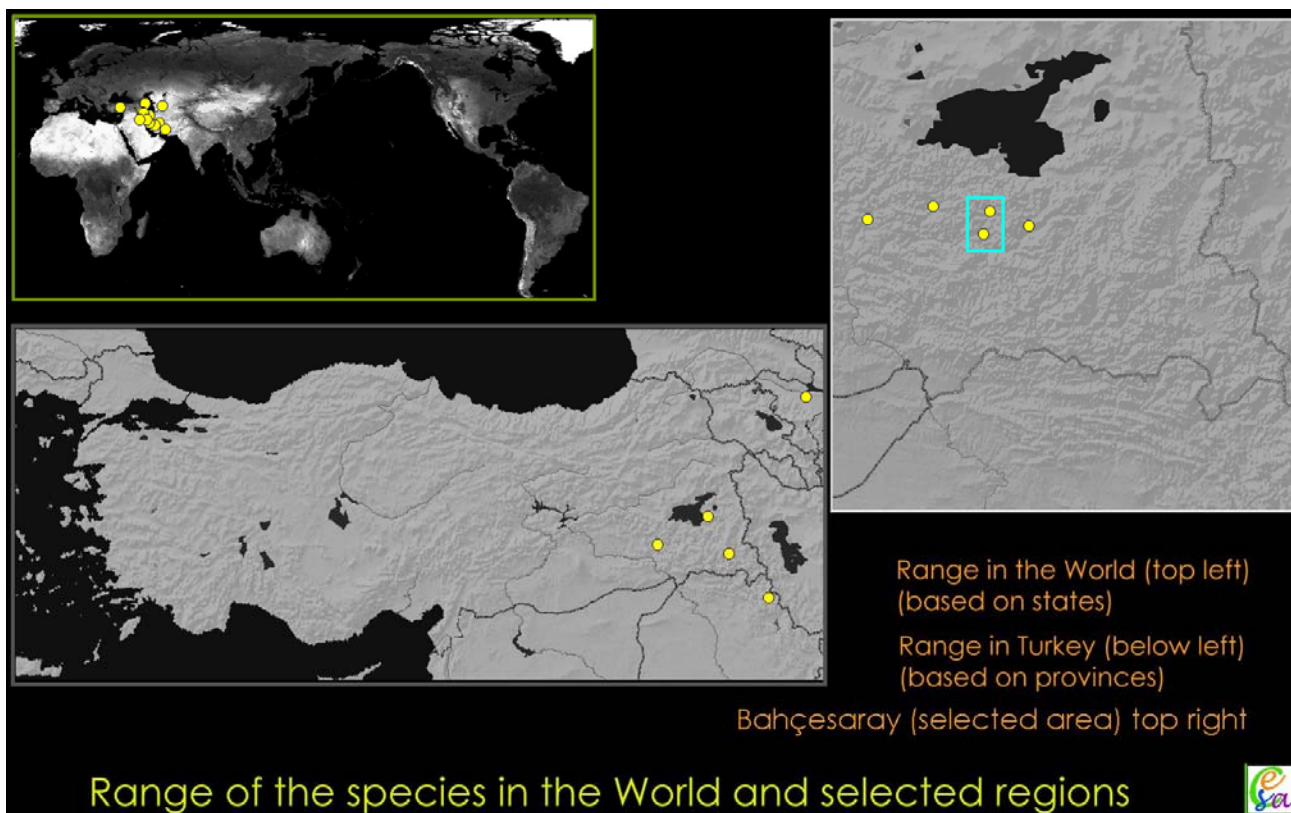 Range in the World (top left)
(based on states)
Range in Turkey (below left)
(based on provinces)
Bahçesaray (selected area) top right
Range of the species in the World and selected regions
esa